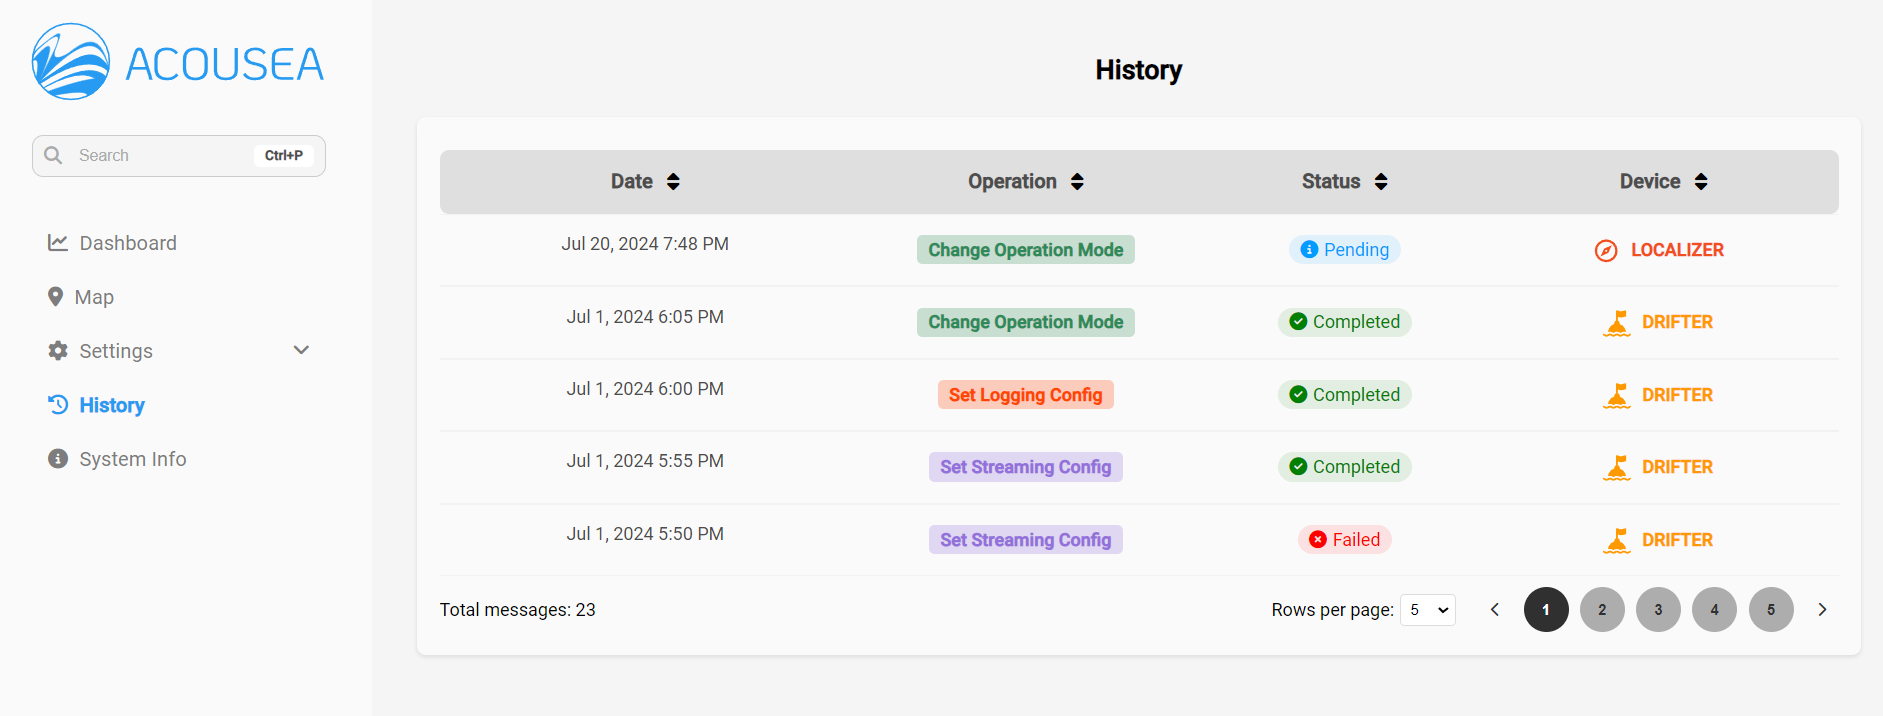 ACOUSEA
Search Ctrl+P
Dashboard
Map
Settings
History
System Info
History
Date Operation Status Device
Jul 20, 2024 7:48 PM Change Operation Mode Pending LOCALIZER
Jul 1, 2024 6:05 PM Change Operation Mode Completed DRIFTER
Jul 1, 2024 6:00 PM Set Logging Config Completed DRIFTER
Jul 1, 2024 5:55 PM Set Streaming Config Completed DRIFTER
Jul 1, 2024 5:50 PM Set Streaming Config Failed DRIFTER
Total messages: 23 Rows per page: 5 1 2 3 4 5